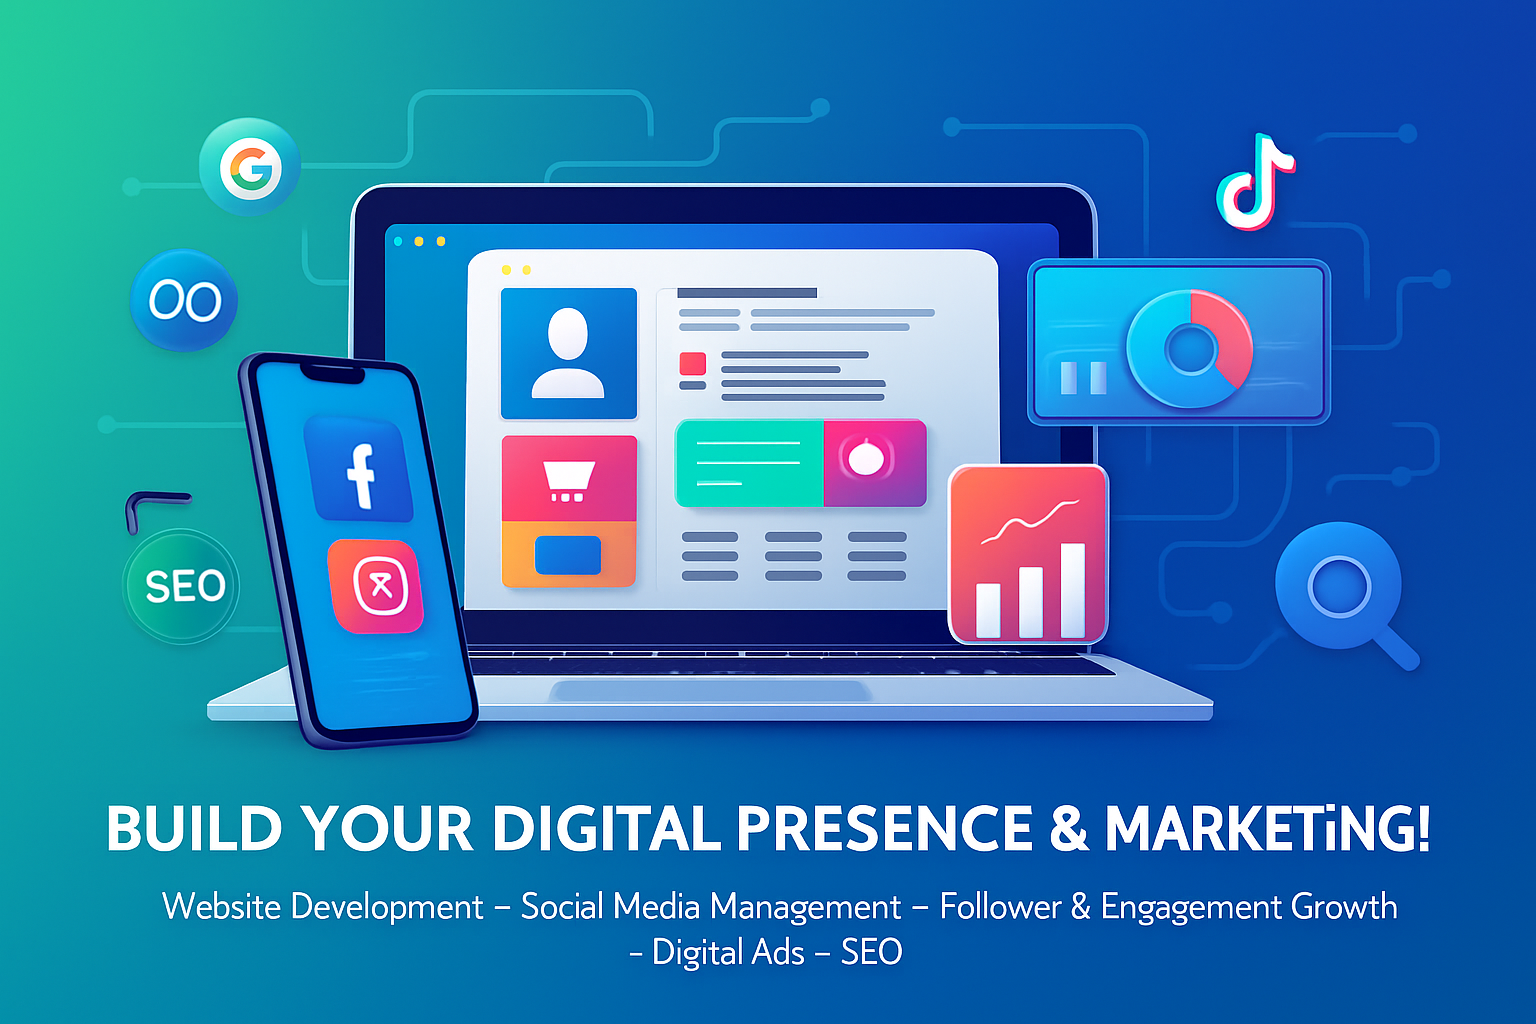 G
f
SEO
BUILD YOUR DIGITAL PRESENCE & MARKETiNG!
Website Development – Social Media Management – Follower & Engagement Growth
- Digital Ads – SEO